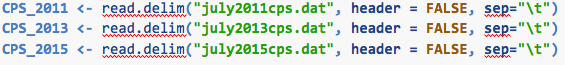 CPS_2011 <- read.delim("july2011cps.dat", header = FALSE, sep="\t")
CPS_2013 <- read.delim("july2013cps.dat", header = FALSE, sep="\t")
CPS_2015 <- read.delim("july2015cps.dat", header = FALSE, sep="\t")